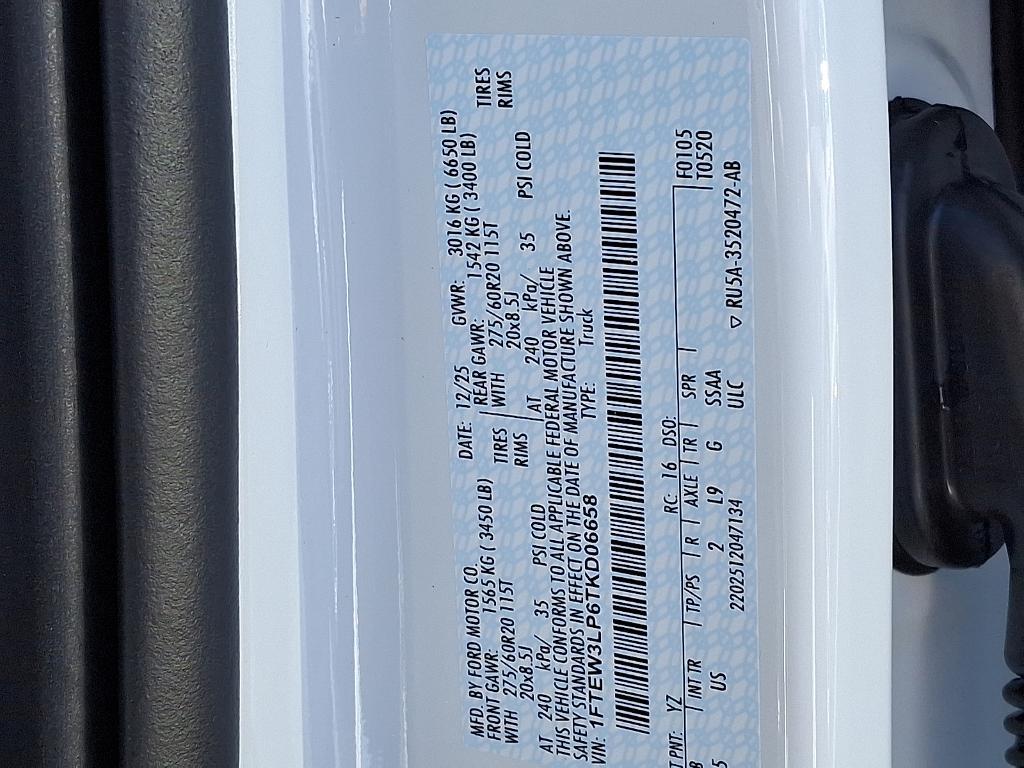 MFD. BY FORD MOTOR CO. DATE: 12/25 GVWR: 3016 KG ( 6650 LB)
FRONT GAWR: 1565 KG ( 3450 LB) REAR GAWR: 1542 KG ( 3400 LB)
WITH 275/60R20 115T TIRES WITH 275/60R20 115T TIRES
20x8.5J RIMS 20x8.5J RIMS
AT 240 kPa/ 35 PSI COLD AT 240 kPa/ 35 PSI COLD
THIS VEHICLE CONFORMS TO ALL APPLICABLE FEDERAL MOTOR VEHICLE
SAFETY STANDARDS IN EFFECT ON THE DATE OF MANUFACTURE SHOWN ABOVE.
VIN: 1FTEW3LP6TKD06658 TYPE: Truck
T PNT: YZ RC: 16 DSO: F0105
B INT TR TP/PS R AXLE TR SPR T0520
5 US 2 L9 G SSAA
2202512047134 ULC ▽ RU5A-3520472-AB